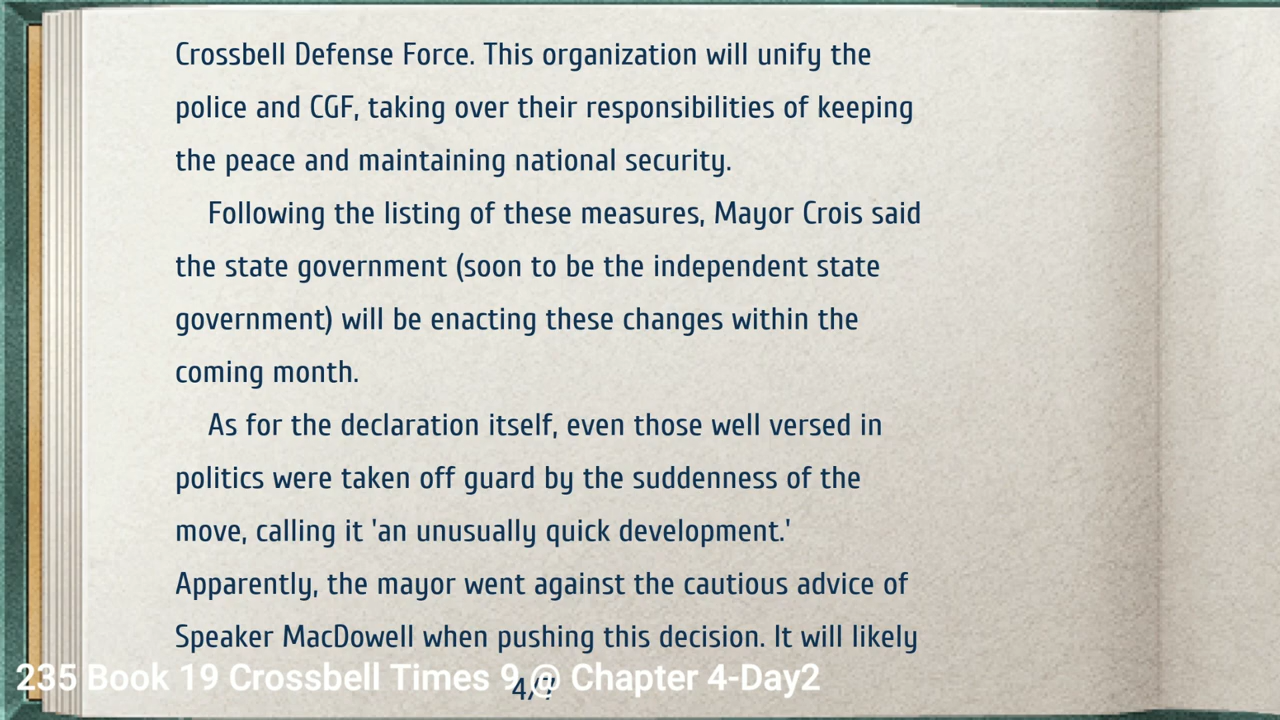 Crossbell Defense Force. This organization will unify the
police and CGF, taking over their responsibilities of keeping
the peace and maintaining national security.
Following the listing of these measures, Mayor Crois said
the state government (soon to be the independent state
government) will be enacting these changes within the
coming month.
As for the declaration itself, even those well versed in
politics were taken off guard by the suddenness of the
move, calling it 'an unusually quick development.'
Apparently, the mayor went against the cautious advice of
Speaker MacDowell when pushing this decision. It will likely
235 Book 19 Crossbell Times 9 @ Chapter 4-Day2
4/7